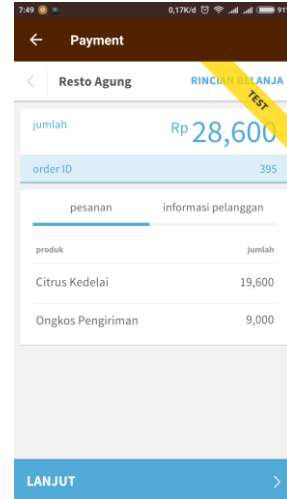 7:49 0,17K/d 91%
Payment
Resto Agung RINCIAN BELANJA
TEST
jumlah Rp 28,600
order ID 395
pesanan informasi pelanggan
produk jumlah
Citrus Kedelai 19,600
Ongkos Pengiriman 9,000
LANJUT